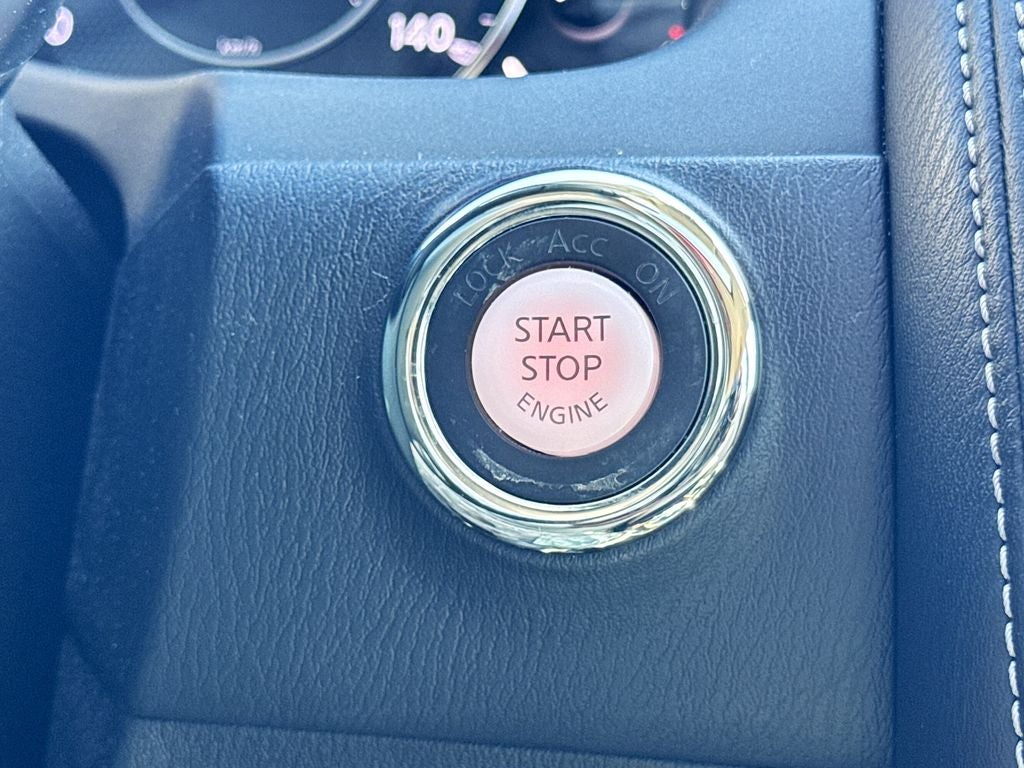 140
LOCK Acc ON
START
STOP
ENGINE